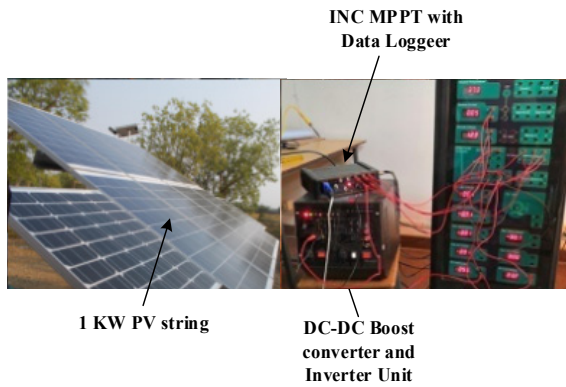 INC MPPT with
Data Loggeer
1 KW PV string
DC-DC Boost
converter and
Inverter Unit